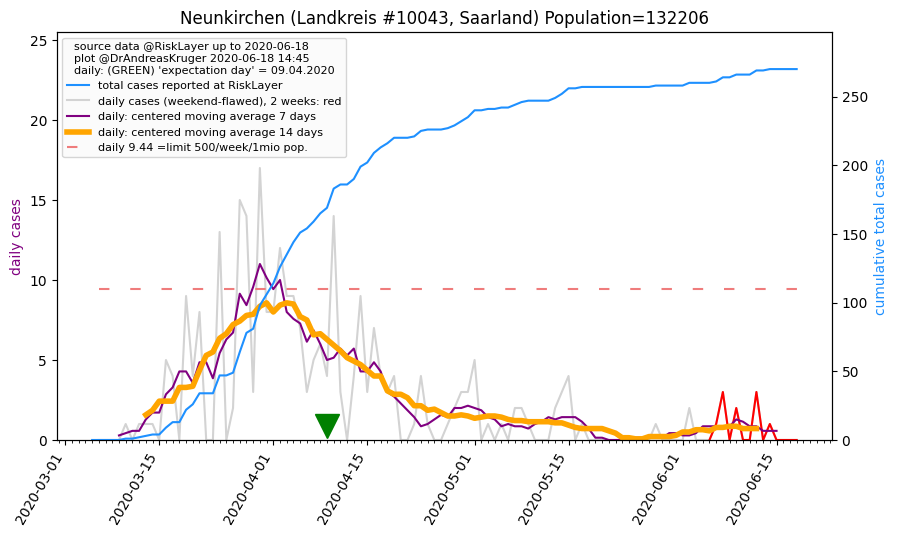 Neunkirchen (Landkreis #10043, Saarland) Population=132206
source data @RiskLayer up to 2020-06-18
plot @DrAndreasKruger 2020-06-18 14:45
daily: (GREEN) 'expectation day' = 09.04.2020
total cases reported at RiskLayer
daily cases (weekend-flawed), 2 weeks: red
daily: centered moving average 7 days
daily: centered moving average 14 days
daily 9.44 =limit 500/week/1mio pop.
daily cases
25
20
15
10
5
0
cumulative total cases
250
200
150
100
50
0
2020-03-01
2020-03-15
2020-04-01
2020-04-15
2020-05-01
2020-05-15
2020-06-01
2020-06-15